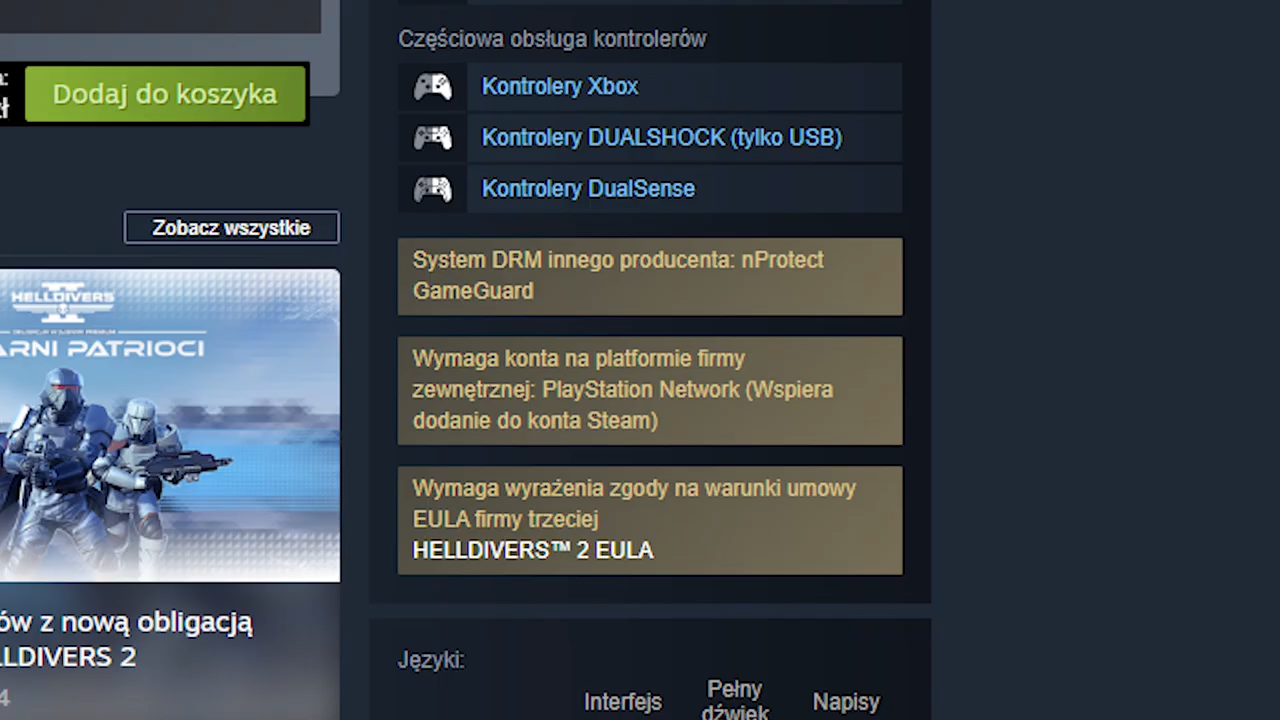 Częściowa obsługa kontrolerów
Kontrolery Xbox
Kontrolery DUALSHOCK (tylko USB)
Kontrolery DualSense
System DRM innego producenta: nProtect
GameGuard
Wymaga konta na platformie firmy
zewnętrznej: PlayStation Network (Wspiera
dodanie do konta Steam)
Wymaga wyrażenia zgody na warunki umowy
EULA firmy trzeciej
HELLDIVERS™ 2 EULA
Języki:
Interfejs
Pełny
dźwięk
Napisy
Dodaj do koszyka
Zobacz wszystkie
HELLDIVERS
II
ARNI PATRIOCI
ów z nową obligacją
LLDIVERS 2
4